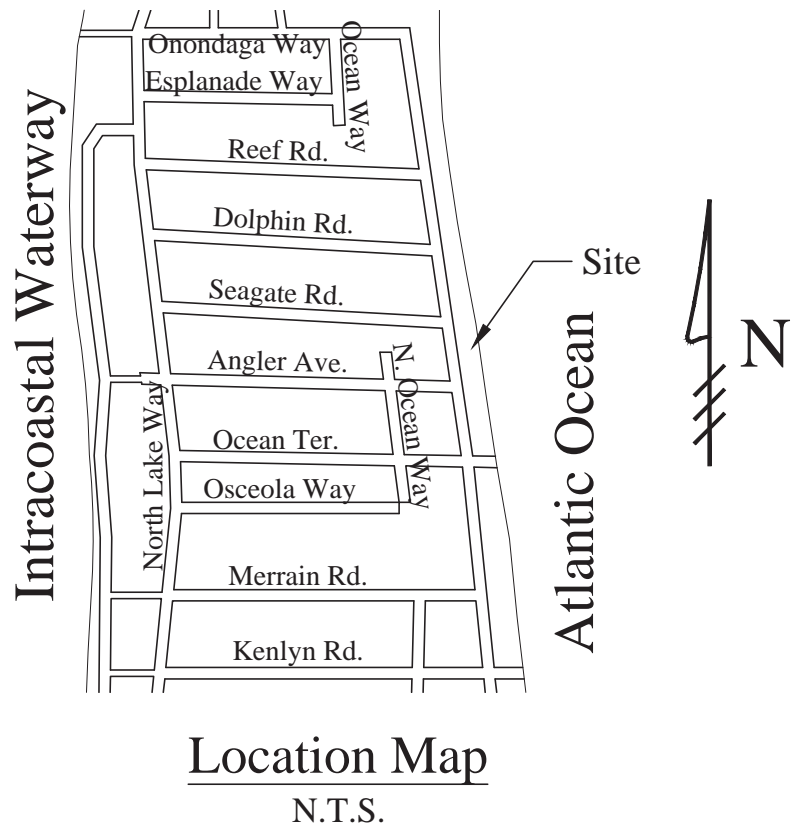 Onondaga Way
Ocean Way
Esplanade Way
Reef Rd.
Dolphin Rd.
Seagate Rd.
Angler Ave.
N. Ocean Way
Ocean Ter.
Osceola Way
North Lake Way
Merrain Rd.
Kenlyn Rd.
Intracoastal Waterway
Atlantic Ocean
Site
N
Location Map
N.T.S.